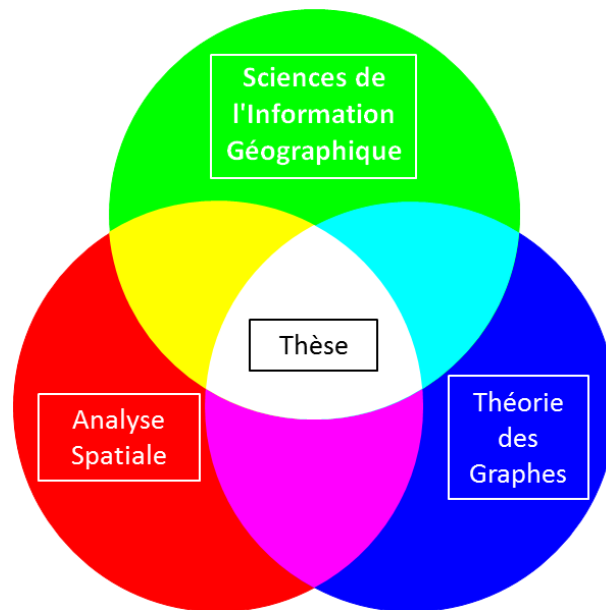 Sciences de
l'Information
Géographique
Thèse
Analyse
Spatiale
Théorie
des
Graphes